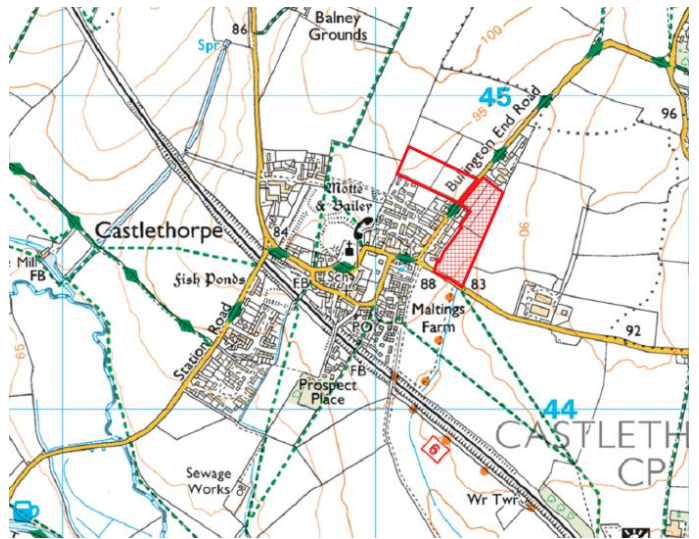 Balney
Grounds
86
100
Spr
45
95
96
Bullington End Road
Motte
& Bailey
Castlethorpe
84
90
Mill
FB
Fish Ponds
FB
Sch
88
83
Maltings
Farm
92
65
Station Road
FB
Prospect
Place
44
CASTLETH
CP
6
Sewage
Works
Wr Twr